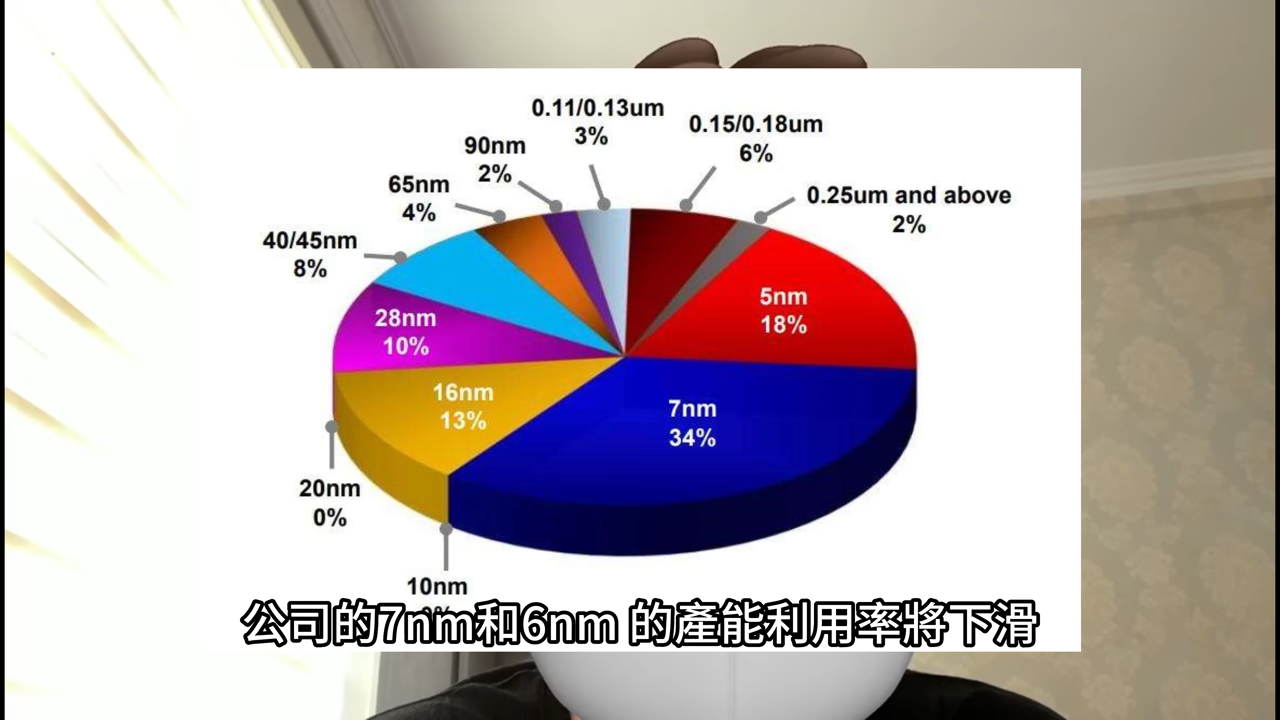 0.11/0.13um
3%
0.15/0.18um
6%
90nm
2%
65nm
4%
0.25um and above
2%
40/45nm
8%
5nm
18%
28nm
10%
16nm
13%
7nm
34%
20nm
0%
10nm
公司的7nm和6nm 的產能利用率將下滑